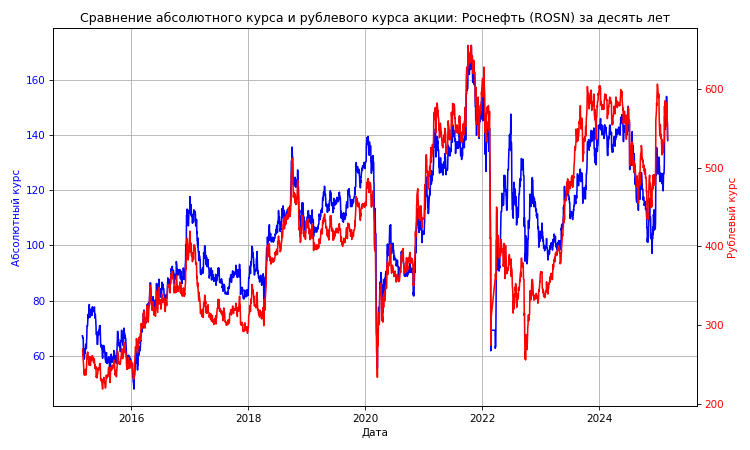 Сравнение абсолютного курса и рублевого курса акции: Роснефть (ROSN) за десять лет
160
140
120
100
80
60
Абсолютный курс
600
500
400
300
200
Рублевый курс
2016 2018 2020 2022 2024
Дата